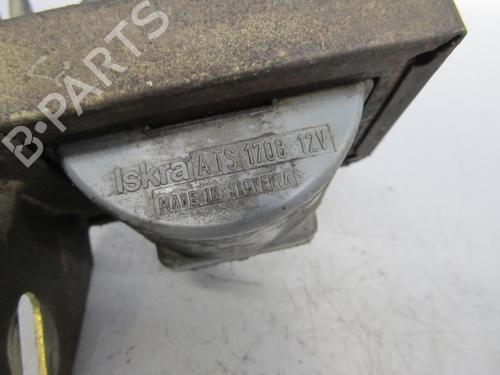 B-PARTS
Iskra ATS 1708 12V
MADE IN SLOVENIA